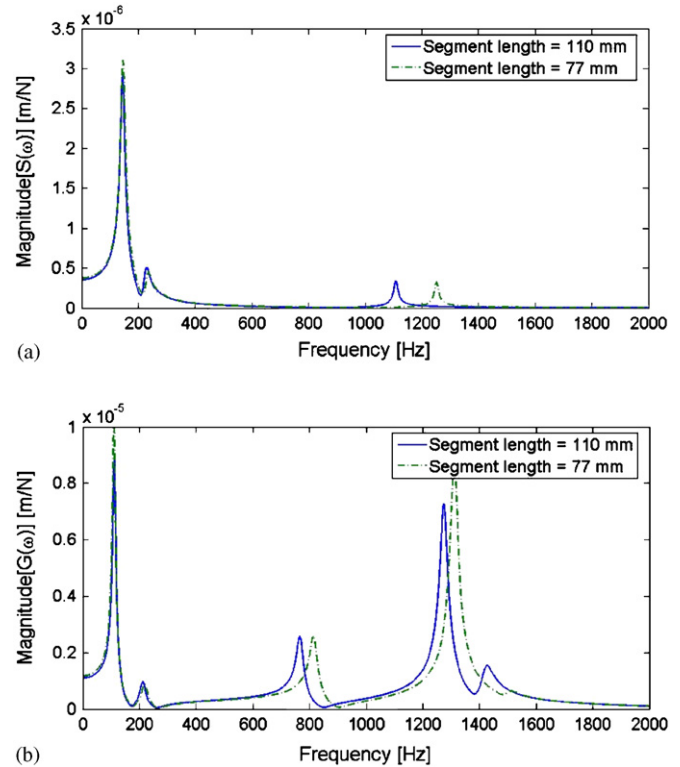 x 10⁻⁶
3.5
3
2.5
2
1.5
1
0.5
0
Magnitude[S(ω)] [m/N]
Segment length = 110 mm
Segment length = 77 mm
0 200 400 600 800 1000 1200 1400 1600 1800 2000
Frequency [Hz]
(a)
x 10⁻⁵
1
0.8
0.6
0.4
0.2
0
Magnitude[G(ω)] [m/N]
Segment length = 110 mm
Segment length = 77 mm
0 200 400 600 800 1000 1200 1400 1600 1800 2000
Frequency [Hz]
(b)